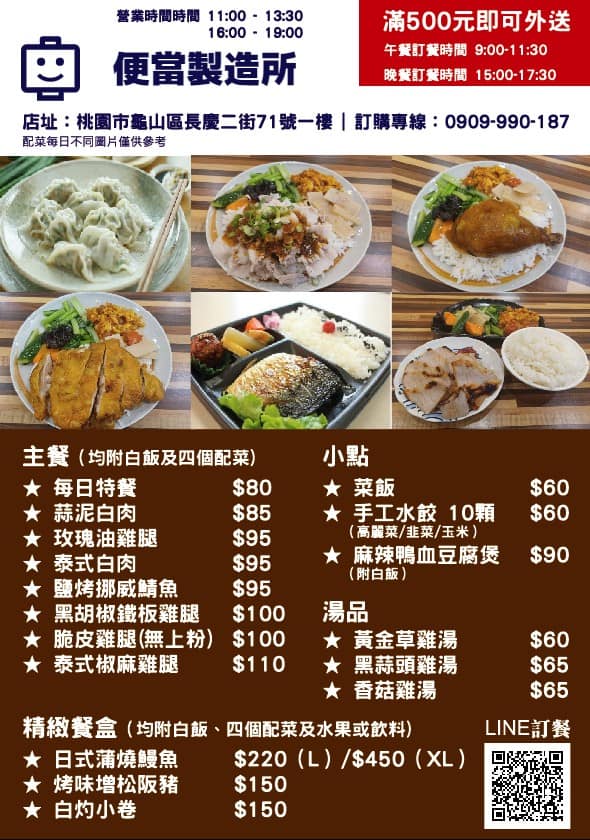 營業時間時間 11:00 - 13:30
16:00 - 19:00
便當製造所
滿500元即可外送
午餐訂餐時間 9:00-11:30
晚餐訂餐時間 15:00-17:30
店址：桃園市龜山區長慶二街71號一樓｜訂購專線：0909-990-187
配菜每日不同圖片僅供參考
主餐（均附白飯及四個配菜）
★ 每日特餐 $80
★ 蒜泥白肉 $85
★ 玫瑰油雞腿 $95
★ 泰式白肉 $95
★ 鹽烤挪威鯖魚 $95
★ 黑胡椒鐵板雞腿 $100
★ 脆皮雞腿(無上粉) $100
★ 泰式椒麻雞腿 $110
小點
★ 菜飯 $60
★ 手工水餃 10顆 $60
（高麗菜/韭菜/玉米）
★ 麻辣鴨血豆腐煲 $90
（附白飯）
湯品
★ 黃金草雞湯 $60
★ 黑蒜頭雞湯 $65
★ 香菇雞湯 $65
精緻餐盒（均附白飯、四個配菜及水果或飲料）
★ 日式蒲燒鰻魚 $220（L）/$450（XL）
★ 烤味增松阪豬 $150
★ 白灼小卷 $150
LINE訂餐